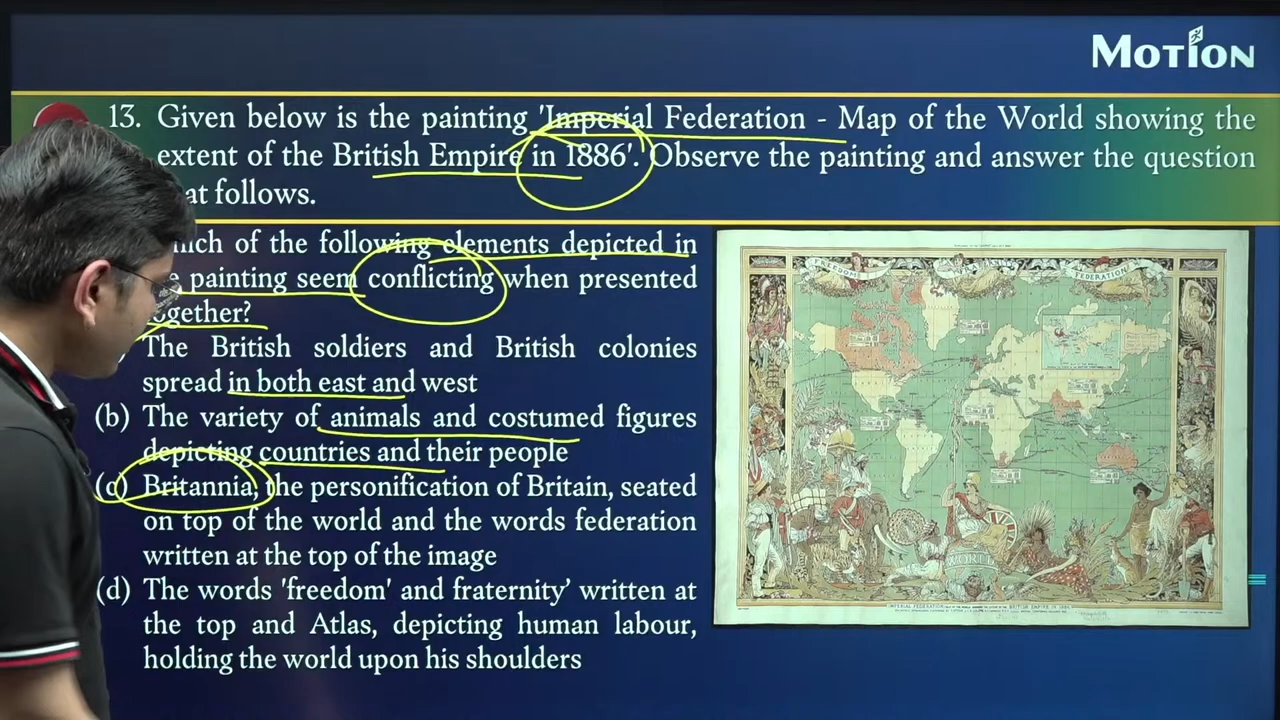 MOTION
13. Given below is the painting 'Imperial Federation - Map of the World showing the
extent of the British Empire in 1886'. Observe the painting and answer the question
at follows.
hich of the following elements depicted in
painting seem conflicting when presented
ogether?
The British soldiers and British colonies
spread in both east and west
(b) The variety of animals and costumed figures
depicting countries and their people
(c) Britannia, the personification of Britain, seated
on top of the world and the words federation
written at the top of the image
(d) The words 'freedom' and fraternity' written at
the top and Atlas, depicting human labour,
holding the world upon his shoulders
FREEDOM
FRATERNITY
FEDERATION
WORLD
IMPERIAL FEDERATION
BRITISH EMPIRE IN 1886